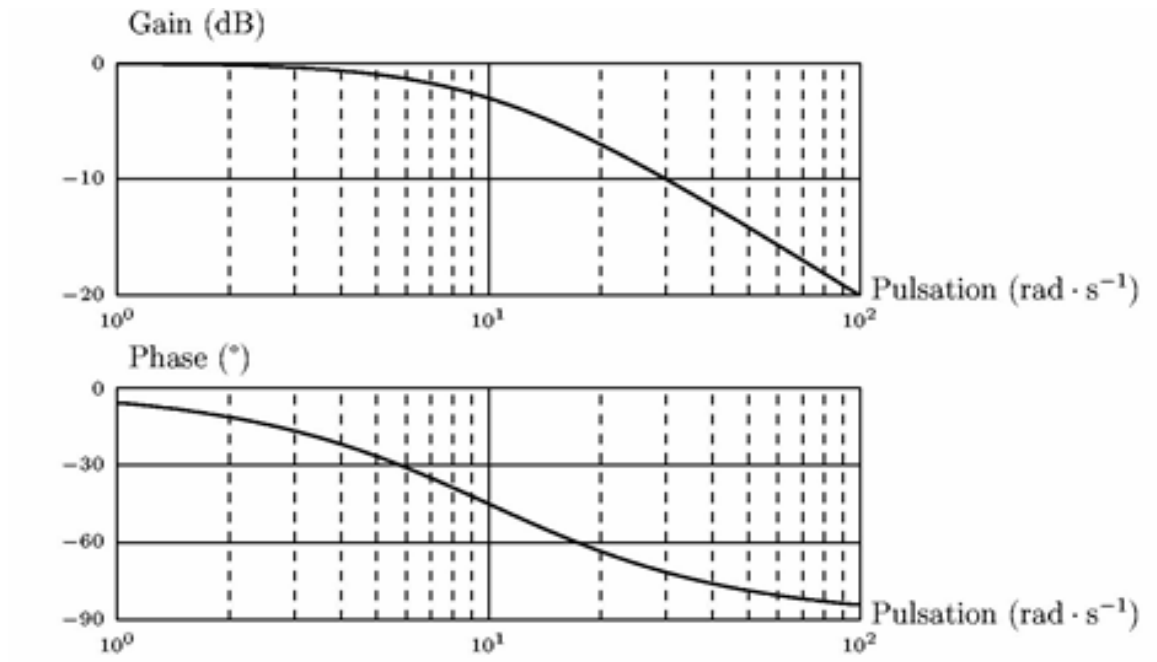 Gain (dB)
0
−10
−20
Pulsation (rad · s⁻¹)
10⁰ 10¹ 10²
Phase (°)
0
−30
−60
−90
Pulsation (rad · s⁻¹)
10⁰ 10¹ 10²